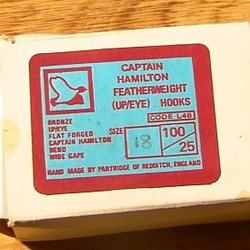 CAPTAIN
HAMILTON
FEATHERWEIGHT
(UP/EYE) . HOOKS
CODE L4B
BRONZE
UP/EYE
FLAT FORGED
CAPTAIN HAMILTON
BEND
WIDE GAPE
SIZE
18
100
25
HAND MADE BY PARTRIDGE OF REDDITCH, ENGLAND